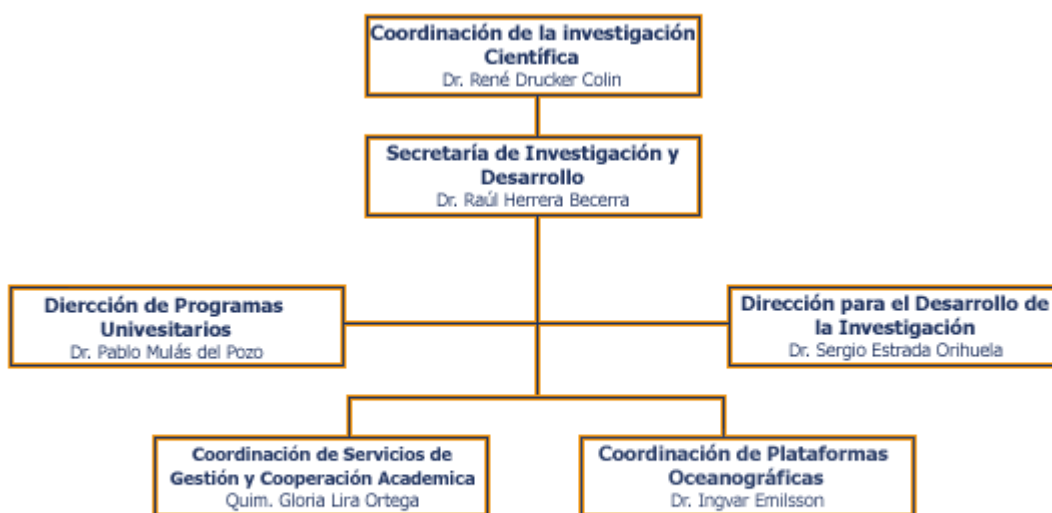 Coordinación de la investigación
Científica
Dr. René Drucker Colin
Secretaría de Investigación y
Desarrollo
Dr. Raúl Herrera Becerra
Diercción de Programas
Univesitarios
Dr. Pablo Mulás del Pozo
Dirección para el Desarrollo de
la Investigación
Dr. Sergio Estrada Orihuela
Coordinación de Servicios de
Gestión y Cooperación Academica
Quim. Gloria Lira Ortega
Coordinación de Plataformas
Oceanográficas
Dr. Ingvar Emilsson